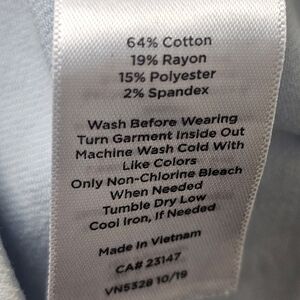 64% Cotton
19% Rayon
15% Polyester
2% Spandex
Wash Before Wearing
Turn Garment Inside Out
Machine Wash Cold With
Like Colors
Only Non-Chlorine Bleach
When Needed
Tumble Dry Low
Cool Iron, If Needed
Made in Vietnam
CA# 23147
VN5328 10/19